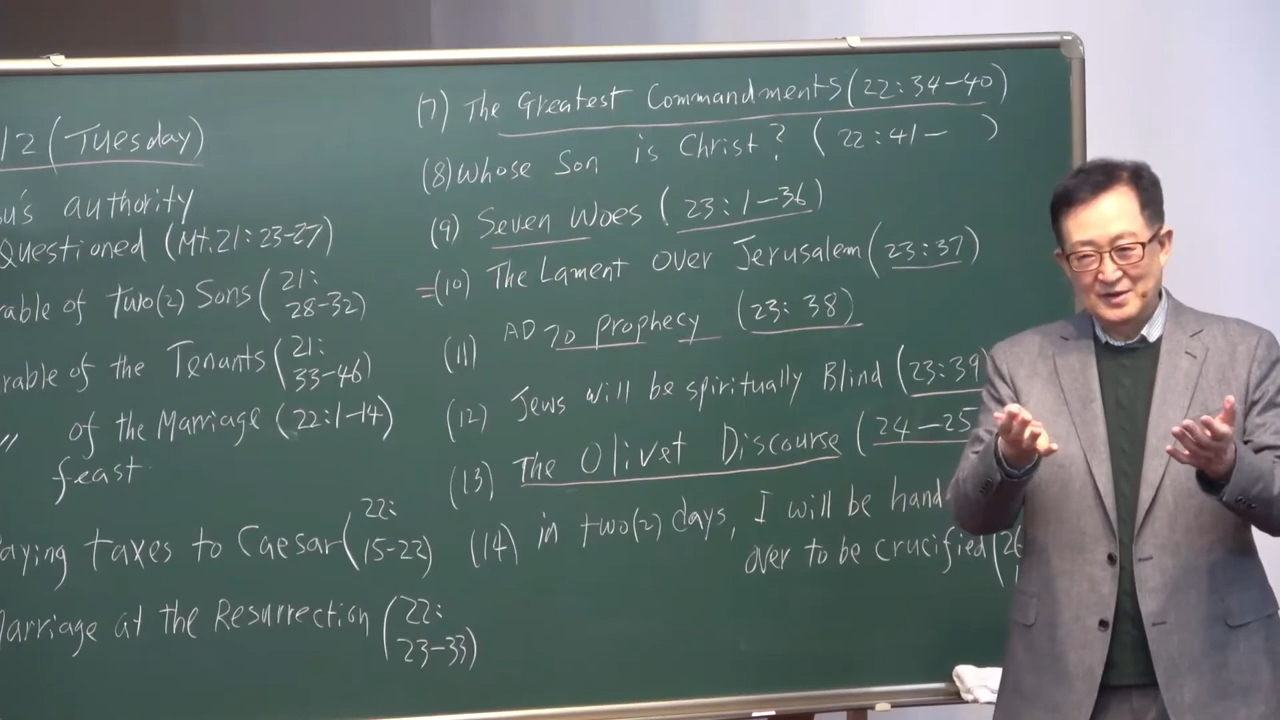 12 (Tuesday)
su's authority
Questioned (Mt. 21: 23-27)
rable of Two(2) Sons (21:
28-32)
rable of the Tenants (21:
33-46)
" of the Marriage (22:1-14)
feast
aying taxes to Caesar (22:
15-22)
Marriage at the Resurrection (22:
23-33)
(7) The Greatest Commandments (22:34-40)
(8) Whose Son is Christ? (22:41- )
(9) Seven Woes (23:1-36)
=(10) The Lament over Jerusalem (23:37)
(11) AD 70 prophecy (23:38)
(12) Jews will be spiritually Blind (23:39
(13) The Olivet Discourse (24-25
(14) in two(2) days, I will be hand
over to be crucified (26